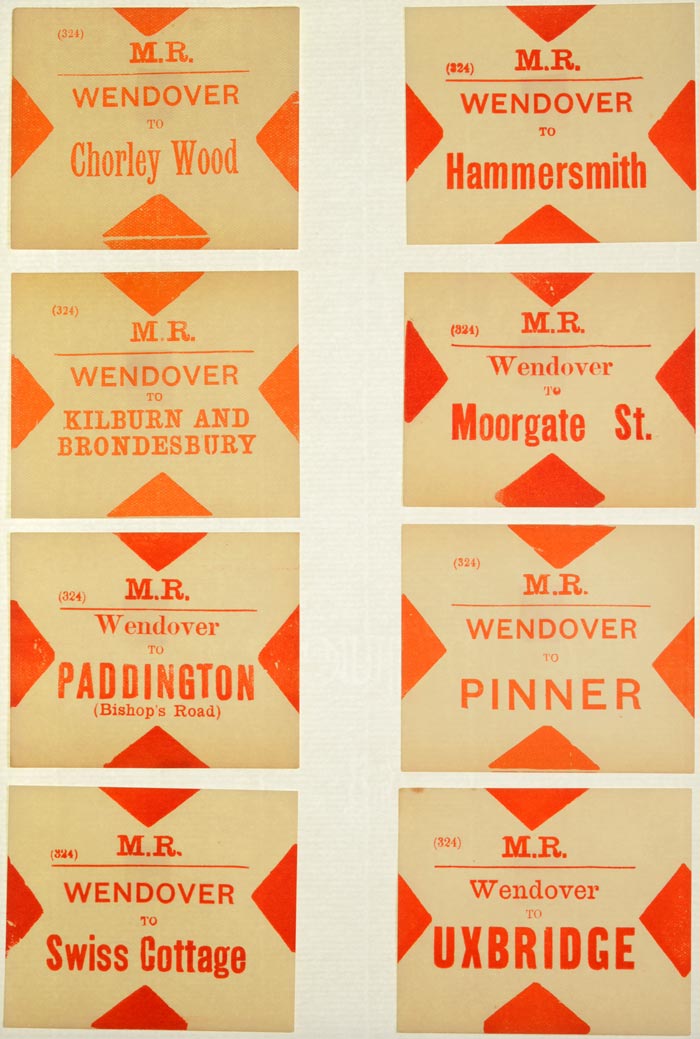 (324)
M.R.
WENDOVER
TO
Chorley Wood
(324)
M.R.
WENDOVER
TO
Hammersmith
(324)
M.R.
WENDOVER
TO
KILBURN AND
BRONDESBURY
(324)
M.R.
Wendover
TO
Moorgate St.
(324)
M.R.
Wendover
TO
PADDINGTON
(Bishop's Road)
(324)
M.R.
WENDOVER
TO
PINNER
(324)
M.R.
WENDOVER
TO
Swiss Cottage
(324)
M.R.
Wendover
TO
UXBRIDGE